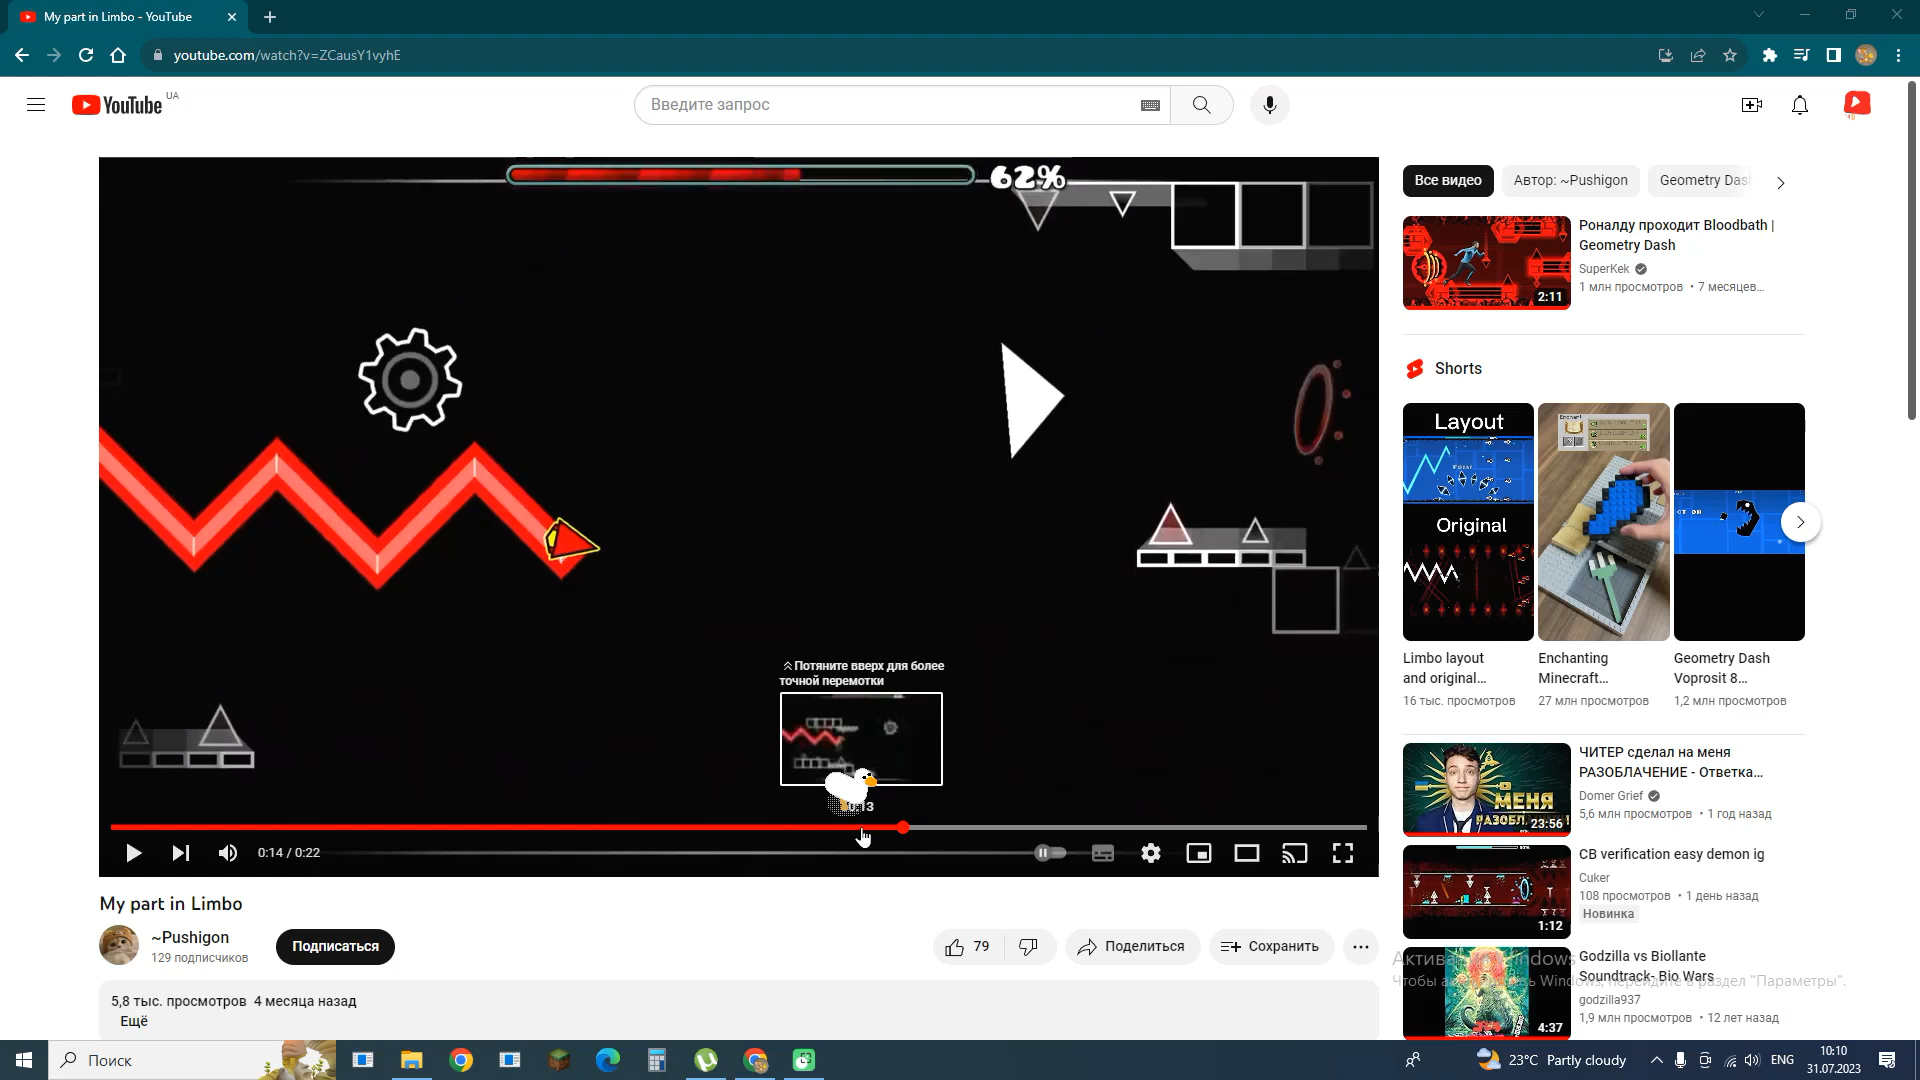 My part in Limbo - YouTube
youtube.com/watch?v=ZCausY1vyhE
YouTube UA
Введите запрос
62%
Потяните вверх для более
точной перемотки
0:14 / 0:22
My part in Limbo
~Pushigon
129 подписчиков
Подписаться
79
Поделиться
Сохранить
5,8 тыс. просмотров 4 месяца назад
Ещё
Все видео
Автор: ~Pushigon
Geometry Das
2:11
Роналду проходит Bloodbath |
Geometry Dash
SuperKek
1 млн просмотров • 7 месяцев...
Shorts
Layout
Original
Limbo layout
and original...
16 тыс. просмотров
Enchanting
Minecraft...
27 млн просмотров
Geometry Dash
Voprosit 8...
1,2 млн просмотров
МЕНЯ
23:56
ЧИТЕР сделал на меня
РАЗОБЛАЧЕНИЕ - Ответка...
Domer Grief
5,6 млн просмотров • 1 год назад
1:12
CB verification easy demon ig
Cuker
108 просмотров • 1 день назад
Новинка
4:37
Godzilla vs Biollante
Soundtrack- Bio Wars
godzilla937
1,9 млн просмотров • 12 лет назад
Поиск
23°C Partly cloudy
ENG
10:10
31.07.2023